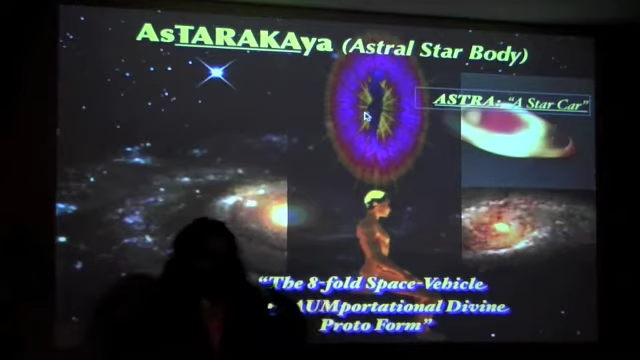 AsTARAKAya (Astral Star Body)
ASTRA: "A Star Car"
"The 8-fold Space-Vehicle
AUMportational Divine
Proto Form"